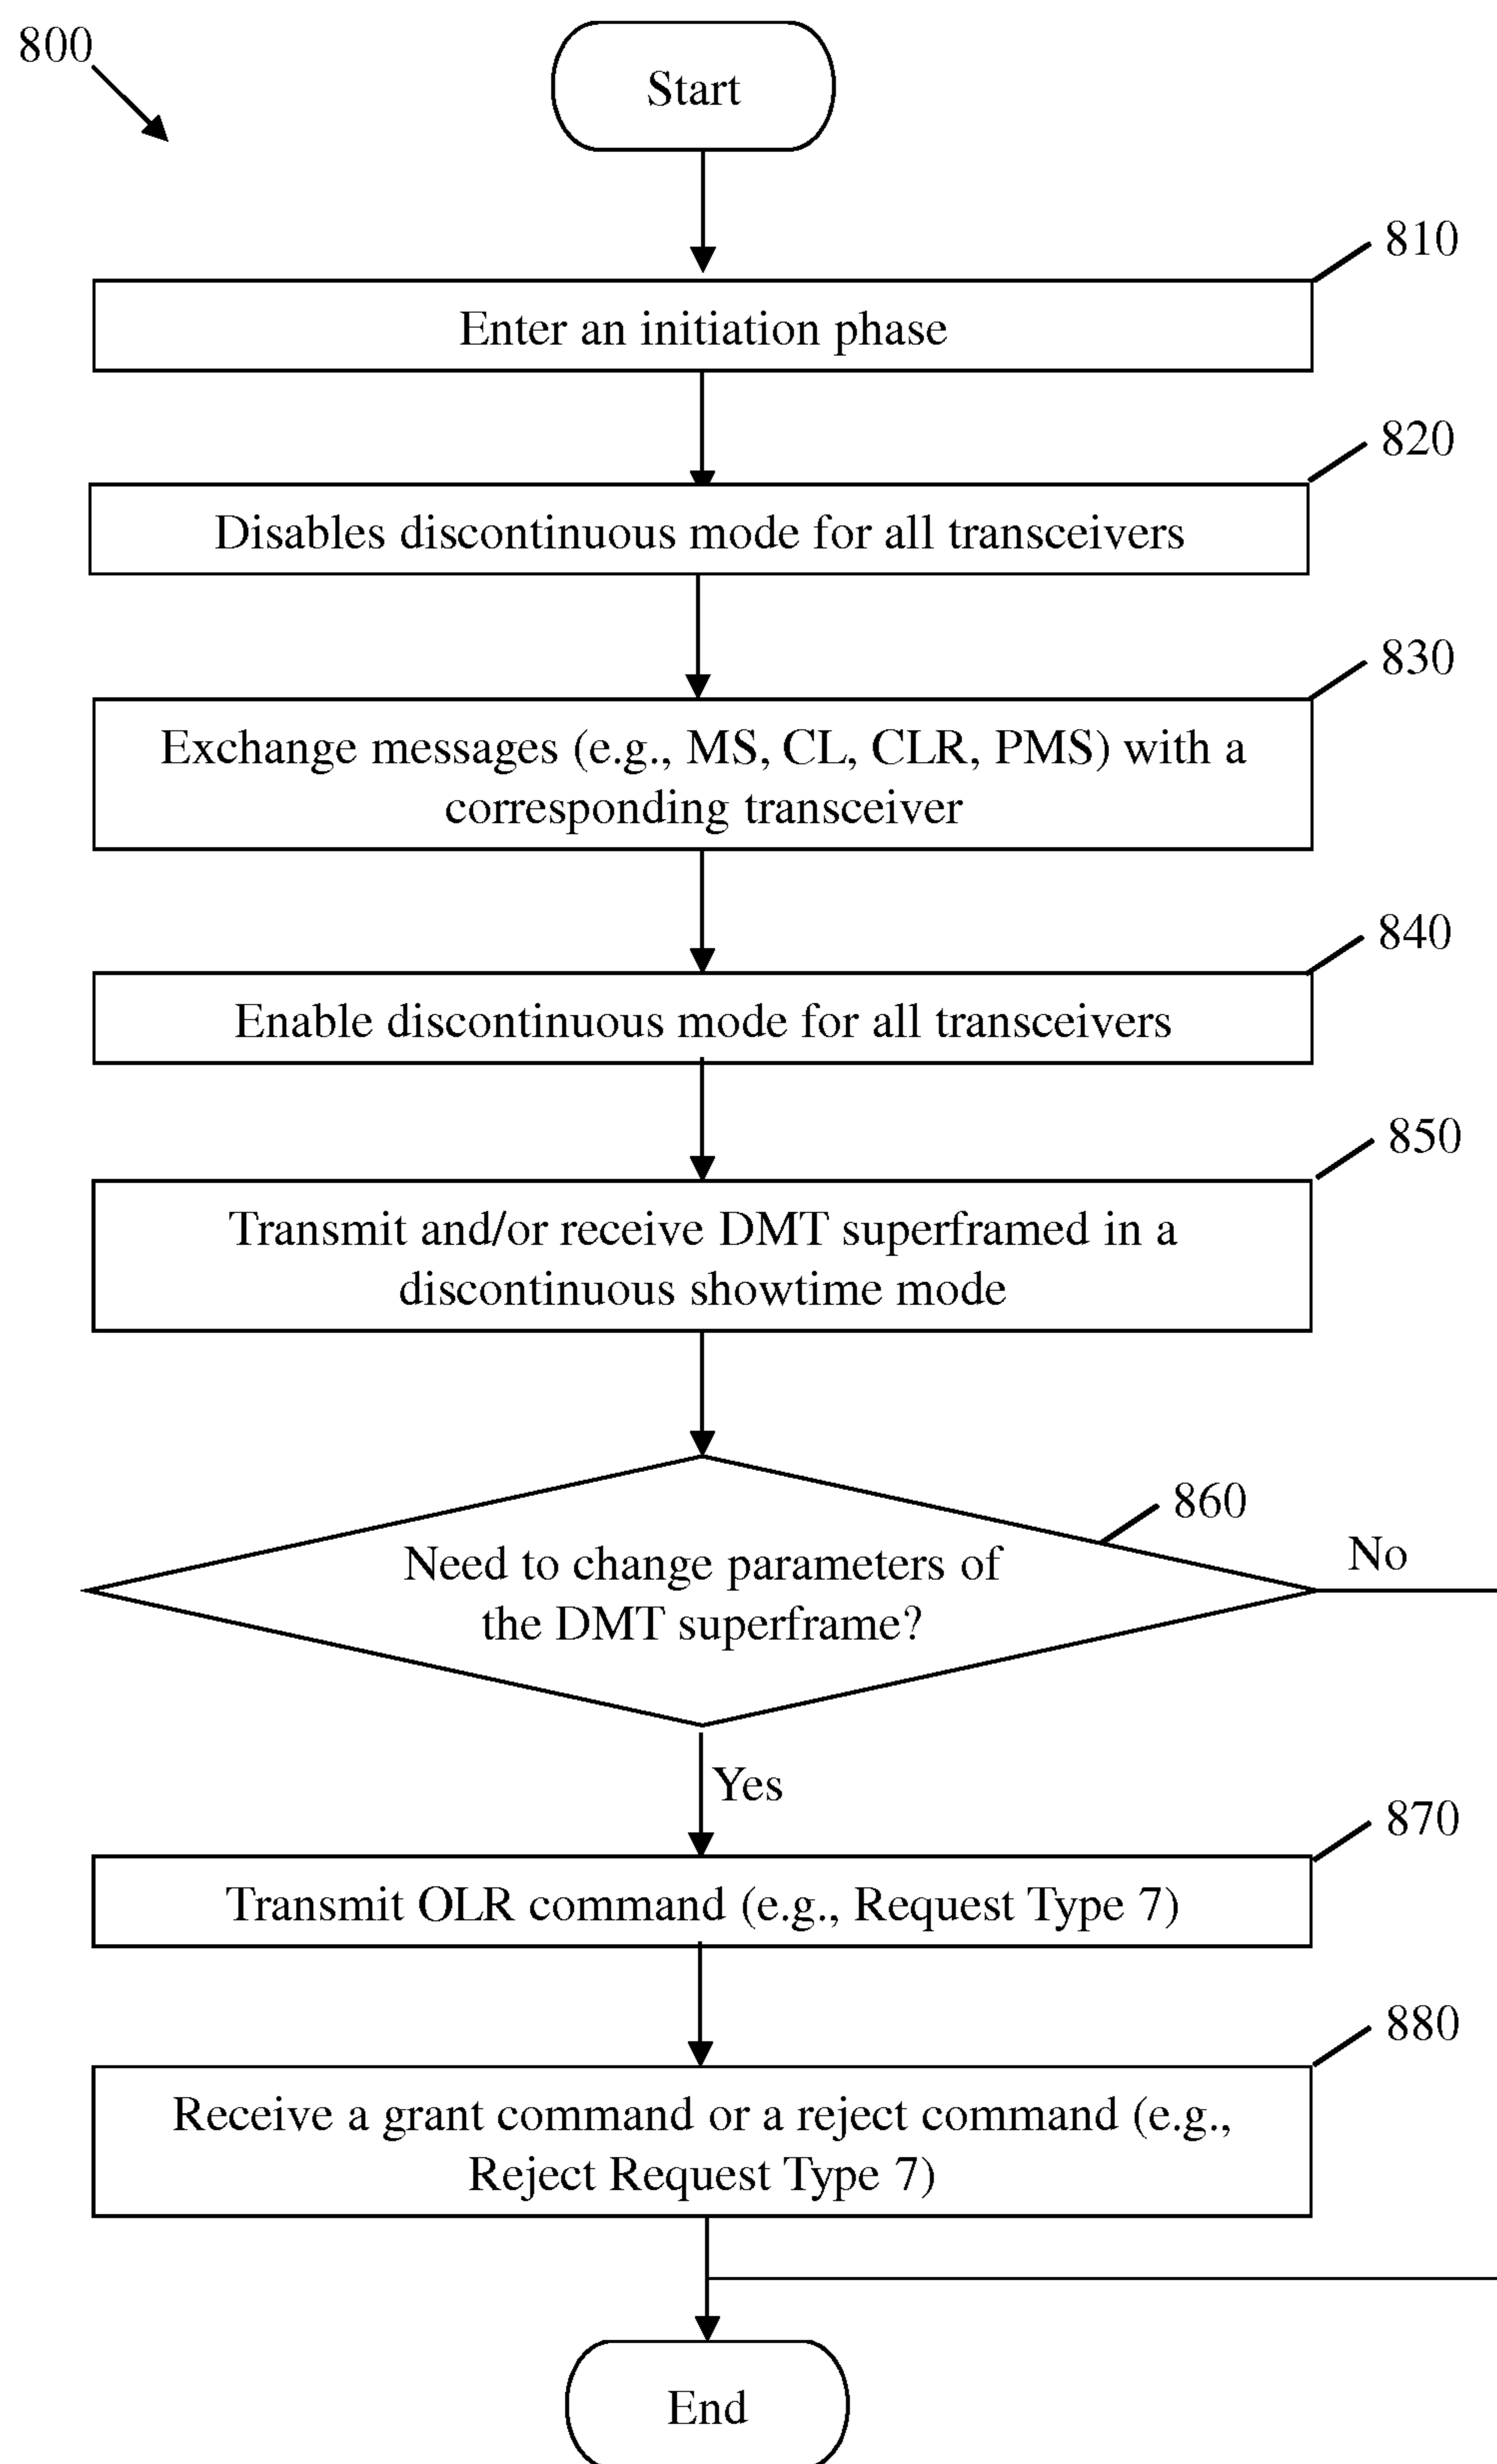 800
Start
810
Enter an initiation phase
820
Disables discontinuous mode for all transceivers
830
Exchange messages (e.g., MS, CL, CLR, PMS) with a
corresponding transceiver
840
Enable discontinuous mode for all transceivers
850
Transmit and/or receive DMT superframed in a
discontinuous showtime mode
860
No
Need to change parameters of
the DMT superframe?
Yes
870
Transmit OLR command (e.g., Request Type 7)
880
Receive a grant command or a reject command (e.g.,
Reject Request Type 7)
End